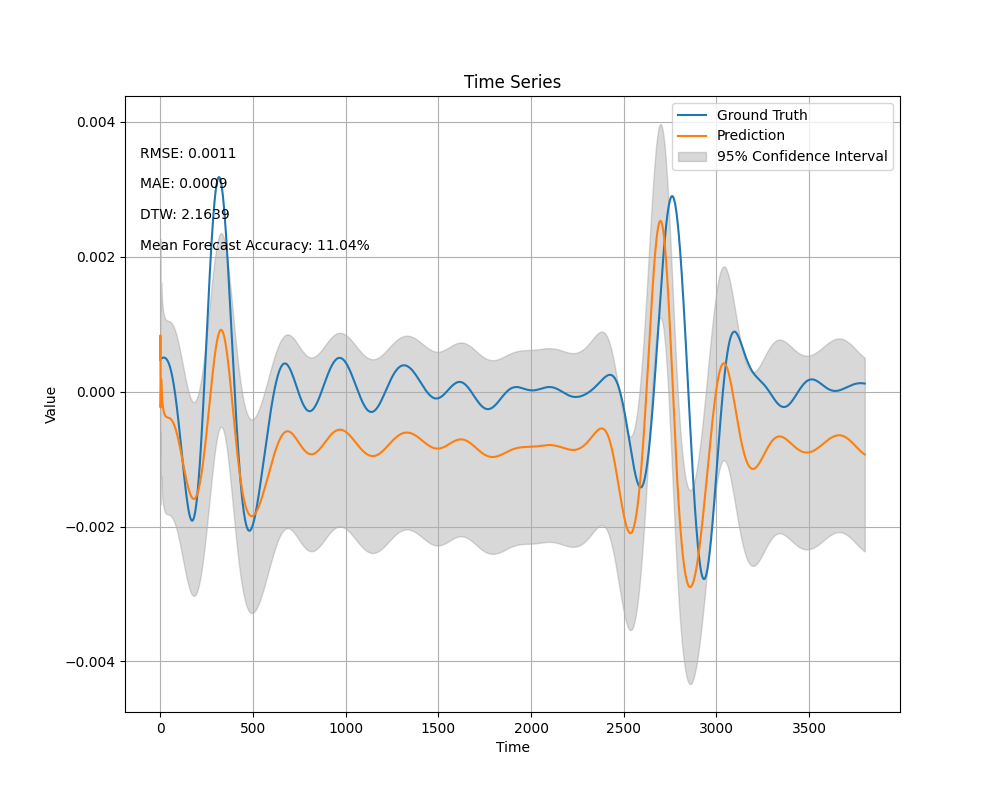 Time Series
Ground Truth
Prediction
95% Confidence Interval
RMSE: 0.0011
MAE: 0.0009
DTW: 2.1639
Mean Forecast Accuracy: 11.04%
0.004
0.002
0.000
−0.002
−0.004
Value
0 500 1000 1500 2000 2500 3000 3500
Time